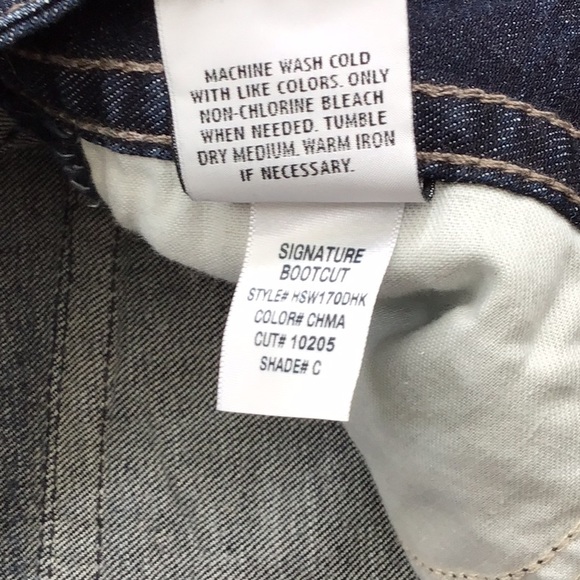 MACHINE WASH COLD
WITH LIKE COLORS. ONLY
NON-CHLORINE BLEACH
WHEN NEEDED. TUMBLE
DRY MEDIUM. WARM IRON
IF NECESSARY.
SIGNATURE
BOOTCUT
STYLE# HSW170DHK
COLOR# CHMA
CUT# 10205
SHADE# C